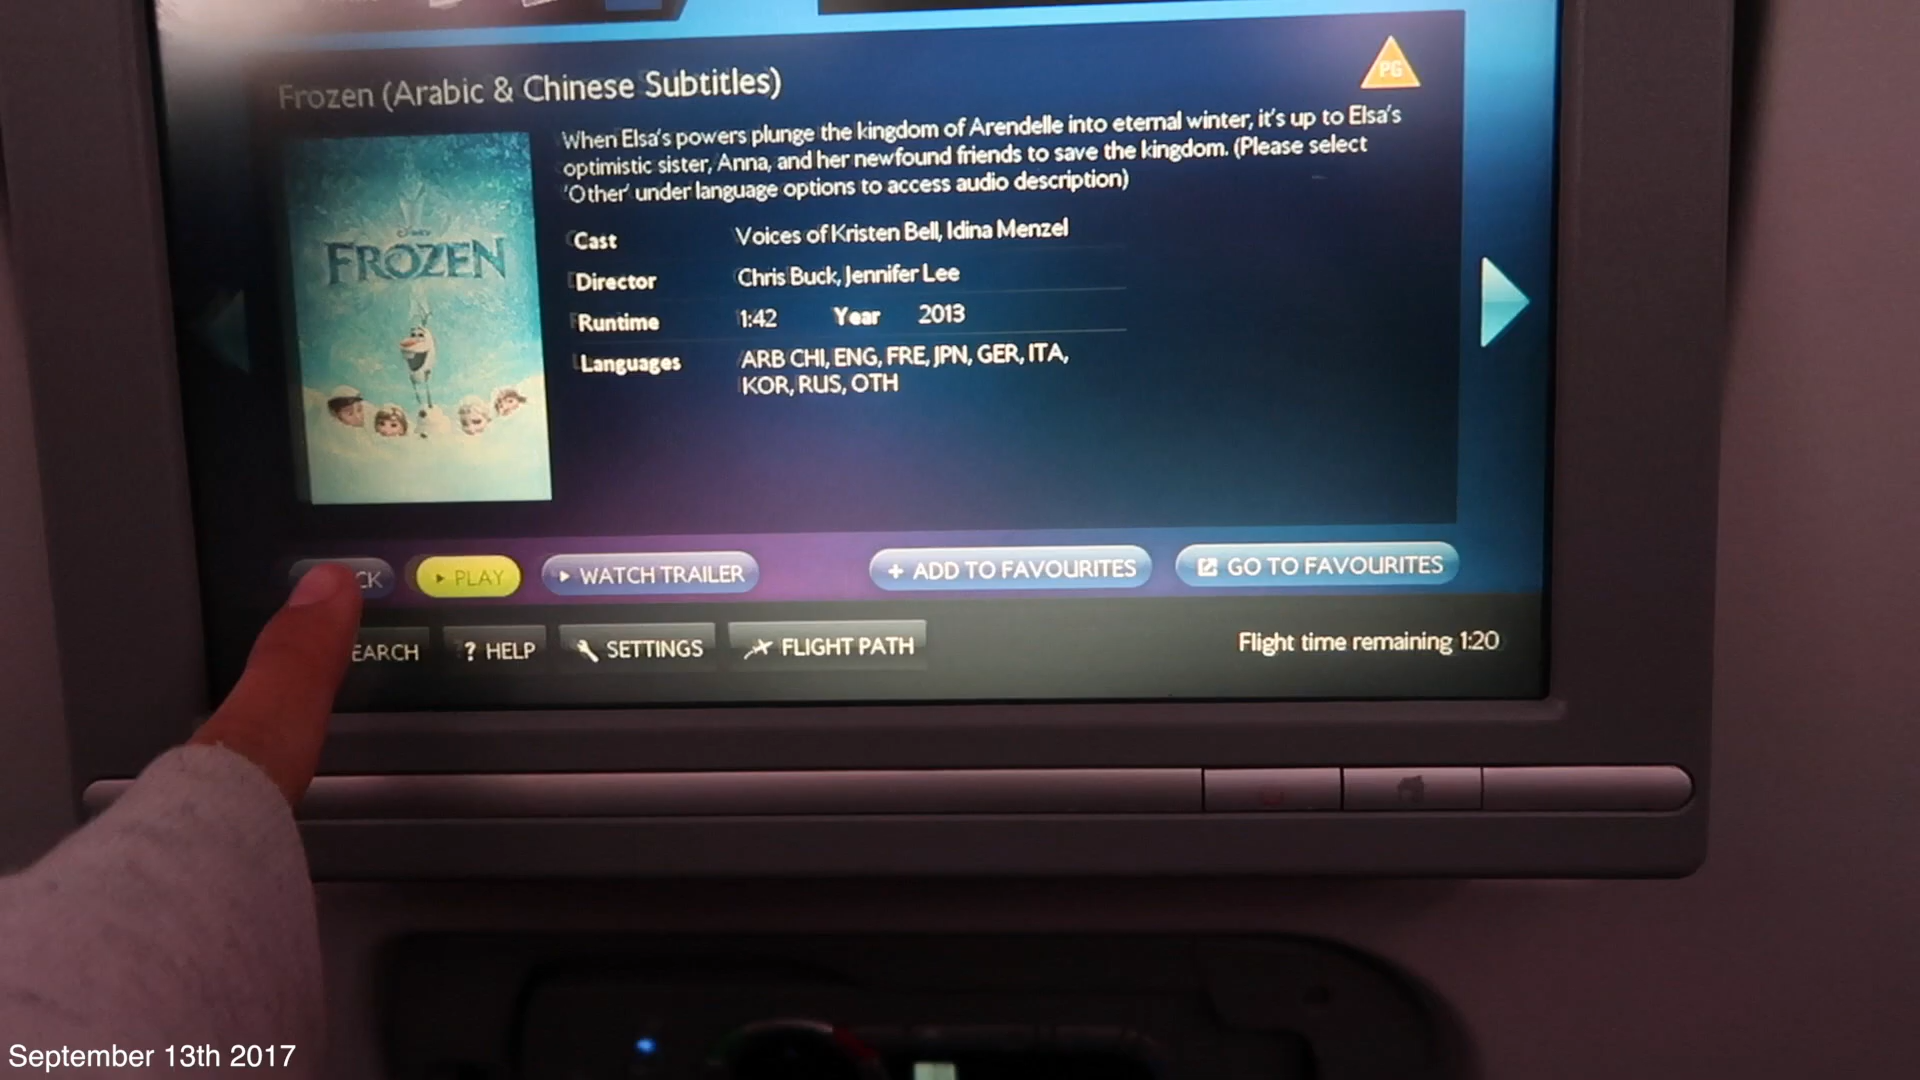 Frozen (Arabic & Chinese Subtitles)
PG
When Elsa's powers plunge the kingdom of Arendelle into eternal winter, it's up to Elsa's
optimistic sister, Anna, and her newfound friends to save the kingdom. (Please select
'Other' under language options to access audio description)
Disney
FROZEN
Cast Voices of Kristen Bell, Idina Menzel
Director Chris Buck, Jennifer Lee
Runtime 1:42 Year 2013
Languages ARB CHI, ENG, FRE, JPN, GER, ITA,
KOR, RUS, OTH
CK PLAY WATCH TRAILER + ADD TO FAVOURITES GO TO FAVOURITES
EARCH ? HELP SETTINGS FLIGHT PATH Flight time remaining 1:20
September 13th 2017